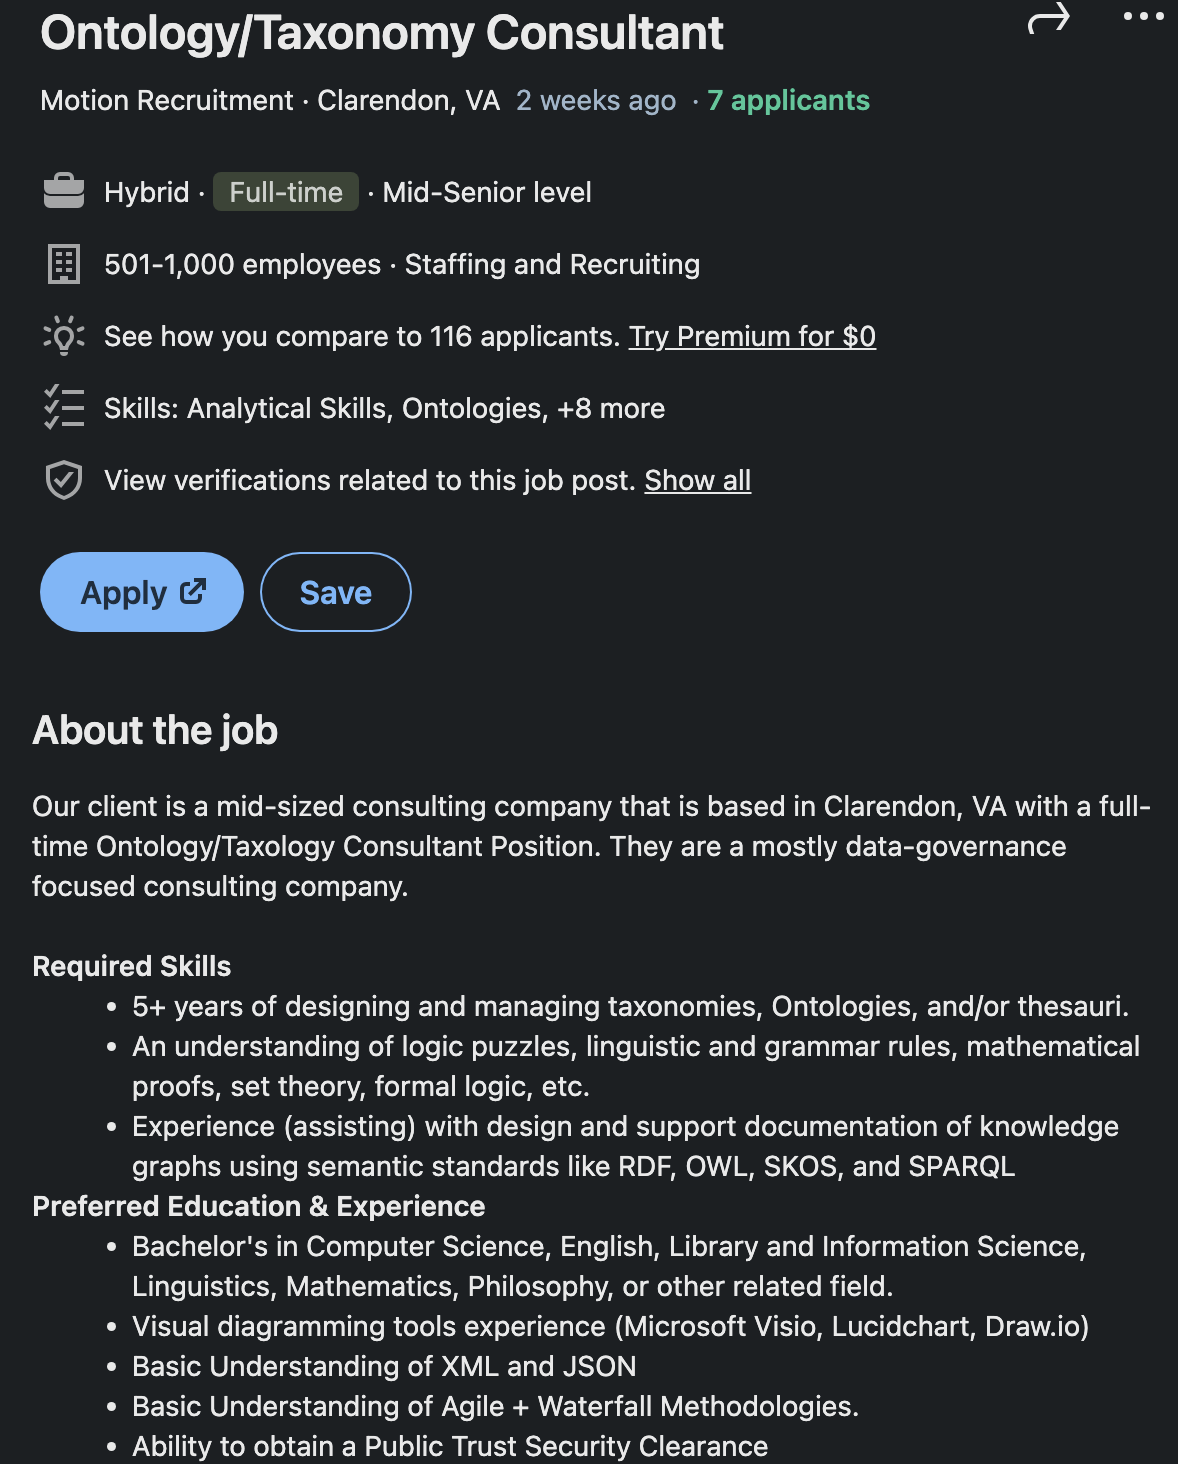 Ontology/Taxonomy Consultant
Motion Recruitment · Clarendon, VA 2 weeks ago · 7 applicants
Hybrid · Full-time · Mid-Senior level
501-1,000 employees · Staffing and Recruiting
See how you compare to 116 applicants. Try Premium for $0
Skills: Analytical Skills, Ontologies, +8 more
View verifications related to this job post. Show all
Apply Save
About the job
Our client is a mid-sized consulting company that is based in Clarendon, VA with a full-
time Ontology/Taxology Consultant Position. They are a mostly data-governance
focused consulting company.
Required Skills
• 5+ years of designing and managing taxonomies, Ontologies, and/or thesauri.
• An understanding of logic puzzles, linguistic and grammar rules, mathematical
proofs, set theory, formal logic, etc.
• Experience (assisting) with design and support documentation of knowledge
graphs using semantic standards like RDF, OWL, SKOS, and SPARQL
Preferred Education & Experience
• Bachelor's in Computer Science, English, Library and Information Science,
Linguistics, Mathematics, Philosophy, or other related field.
• Visual diagramming tools experience (Microsoft Visio, Lucidchart, Draw.io)
• Basic Understanding of XML and JSON
• Basic Understanding of Agile + Waterfall Methodologies.
• Ability to obtain a Public Trust Security Clearance